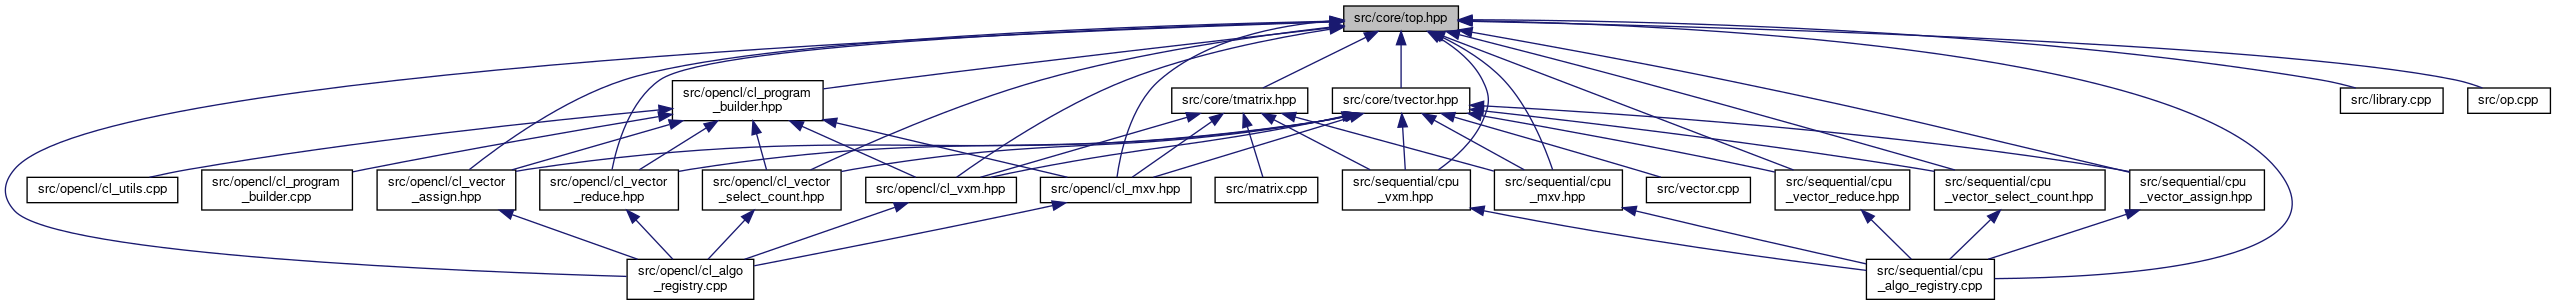 src/core/top.hpp
src/opencl/cl_program
_builder.hpp
src/core/tmatrix.hpp
src/core/tvector.hpp
src/library.cpp
src/op.cpp
src/opencl/cl_utils.cpp
src/opencl/cl_program
_builder.cpp
src/opencl/cl_vector
_assign.hpp
src/opencl/cl_vector
_reduce.hpp
src/opencl/cl_vector
_select_count.hpp
src/opencl/cl_vxm.hpp
src/opencl/cl_mxv.hpp
src/matrix.cpp
src/sequential/cpu
_vxm.hpp
src/sequential/cpu
_mxv.hpp
src/vector.cpp
src/sequential/cpu
_vector_reduce.hpp
src/sequential/cpu
_vector_select_count.hpp
src/sequential/cpu
_vector_assign.hpp
src/opencl/cl_algo
_registry.cpp
src/sequential/cpu
_algo_registry.cpp